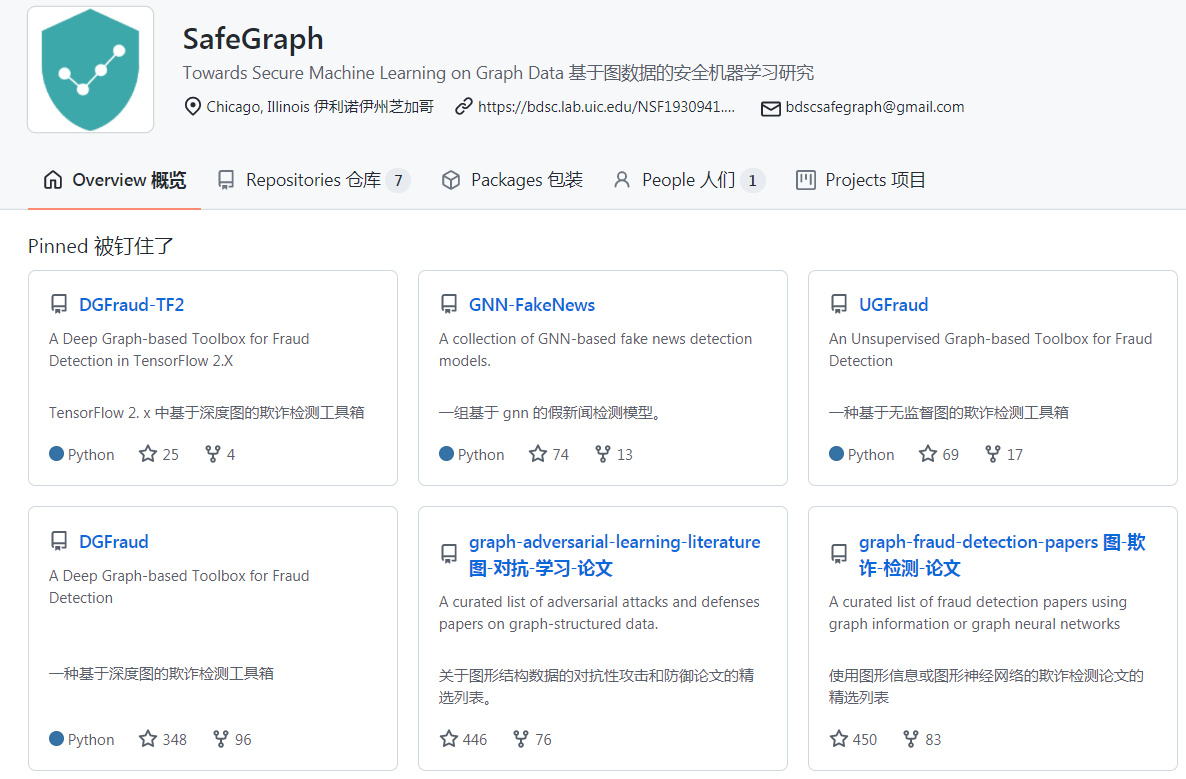 SafeGraph
Towards Secure Machine Learning on Graph Data 基于图数据的安全机器学习研究
Chicago, Illinois 伊利诺伊州芝加哥 https://bdsc.lab.uic.edu/NSF1930941.... bdscsafegraph@gmail.com
Overview 概览 Repositories 仓库 7 Packages 包装 People 人们 1 Projects 项目
Pinned 被钉住了
DGFraud-TF2
A Deep Graph-based Toolbox for Fraud
Detection in TensorFlow 2.X
TensorFlow 2. x 中基于深度图的欺诈检测工具箱
Python 25 4
GNN-FakeNews
A collection of GNN-based fake news detection
models.
一组基于 gnn 的假新闻检测模型。
Python 74 13
UGFraud
An Unsupervised Graph-based Toolbox for Fraud
Detection
一种基于无监督图的欺诈检测工具箱
Python 69 17
DGFraud
A Deep Graph-based Toolbox for Fraud
Detection
一种基于深度图的欺诈检测工具箱
Python 348 96
graph-adversarial-learning-literature
图-对抗-学习-论文
A curated list of adversarial attacks and defenses
papers on graph-structured data.
关于图形结构数据的对抗性攻击和防御论文的精
选列表。
446 76
graph-fraud-detection-papers 图-欺
诈-检测-论文
A curated list of fraud detection papers using
graph information or graph neural networks
使用图形信息或图形神经网络的欺诈检测论文的
精选列表
450 83